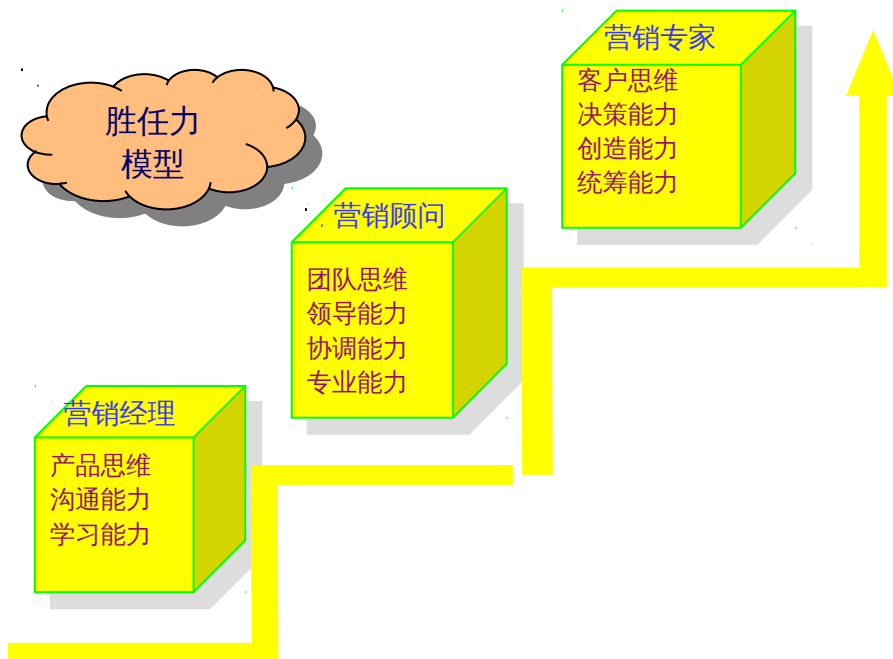 胜任力
模型
营销专家
客户思维
决策能力
创造能力
统筹能力
营销顾问
团队思维
领导能力
协调能力
专业能力
营销经理
产品思维
沟通能力
学习能力